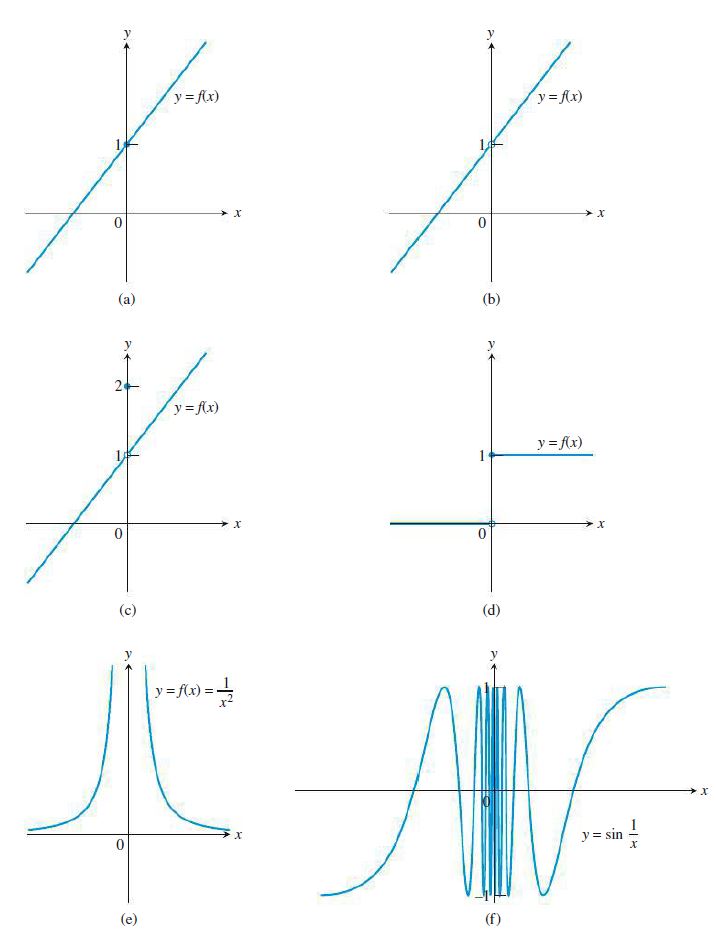 y
y = f(x)
1
0
x
(a)
y
y = f(x)
1
0
x
(b)
y
2
y = f(x)
1
0
x
(c)
y
y = f(x)
1
0
x
(d)
y
y = f(x) = 1/x²
0
x
(e)
y
1
0
x
y = sin 1/x
−1
(f)